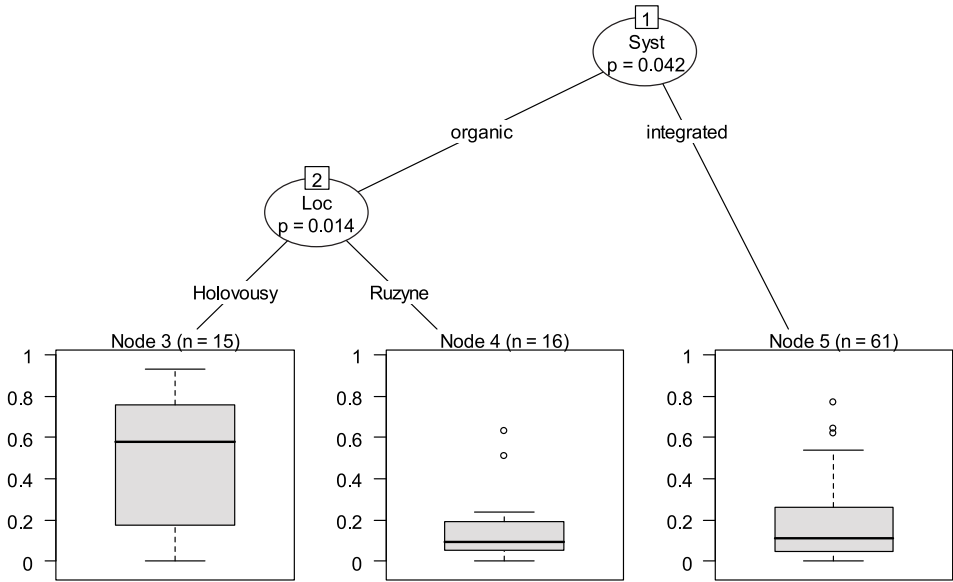 1
Syst
p = 0.042
organic
integrated
2
Loc
p = 0.014
Holovousy
Ruzyne
Node 3 (n = 15)
1
0.8
0.6
0.4
0.2
0
Node 4 (n = 16)
1
0.8
0.6
0.4
0.2
0
Node 5 (n = 61)
1
0.8
0.6
0.4
0.2
0